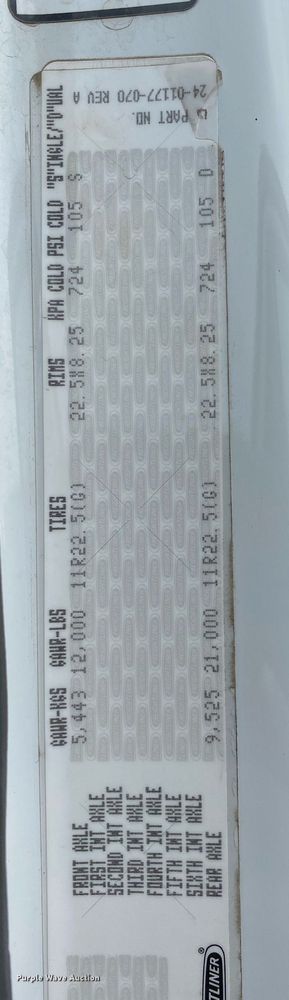 GAWR-KGS GAWR-LBS TIRES RIMS KPA COLD PSI COLD "S"INGLE/"D"UAL
FRONT AXLE 5,443 12,000 11R22.5(G) 22.5X8.25 724 105 S
FIRST INT AXLE
SECOND INT AXLE
THIRD INT AXLE
FOURTH INT AXLE
FIFTH INT AXLE
SIXTH INT AXLE
REAR AXLE 9,525 21,000 11R22.5(G) 22.5X8.25 724 105 D
PART NO.
24-01177-070 REV A
TLINER®
Purple Wave Auction